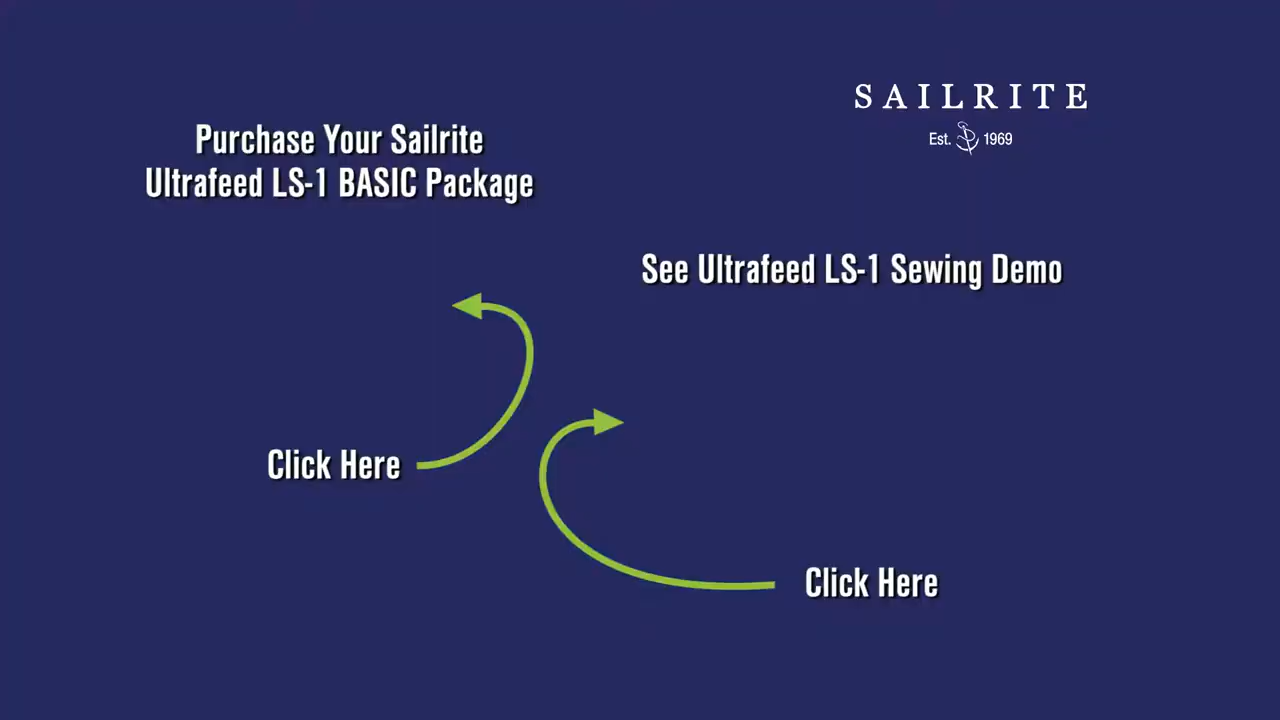 SAILRITE
Est. 1969
Purchase Your Sailrite
Ultrafeed LS-1 BASIC Package
See Ultrafeed LS-1 Sewing Demo
Click Here
Click Here